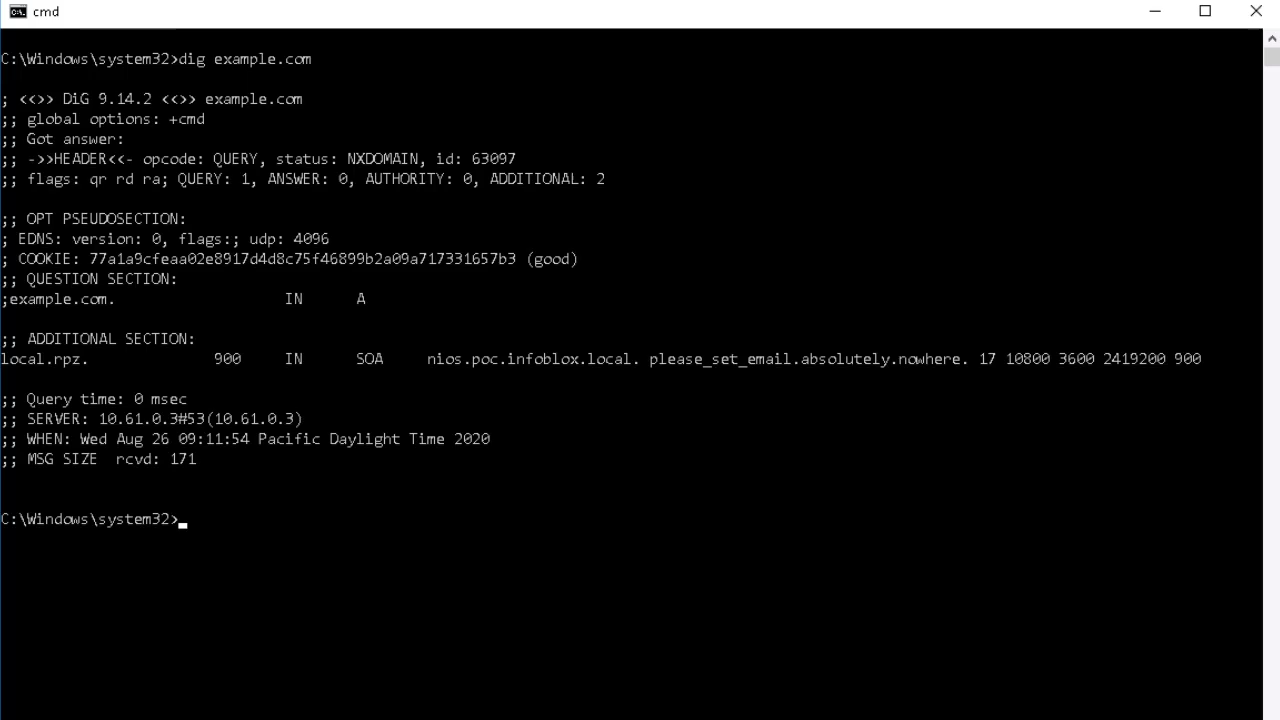 cmd
C:\Windows\system32>dig example.com
; <<>> DiG 9.14.2 <<>> example.com
;; global options: +cmd
;; Got answer:
;; ->>HEADER<<- opcode: QUERY, status: NXDOMAIN, id: 63097
;; flags: qr rd ra; QUERY: 1, ANSWER: 0, AUTHORITY: 0, ADDITIONAL: 2
;; OPT PSEUDOSECTION:
; EDNS: version: 0, flags:; udp: 4096
; COOKIE: 77a1a9cfeaa02e8917d4d8c75f46899b2a09a717331657b3 (good)
;; QUESTION SECTION:
;example.com. IN A
;; ADDITIONAL SECTION:
local.rpz. 900 IN SOA nios.poc.infoblox.local. please_set_email.absolutely.nowhere. 17 10800 3600 2419200 900
;; Query time: 0 msec
;; SERVER: 10.61.0.3#53(10.61.0.3)
;; WHEN: Wed Aug 26 09:11:54 Pacific Daylight Time 2020
;; MSG SIZE rcvd: 171
C:\Windows\system32>